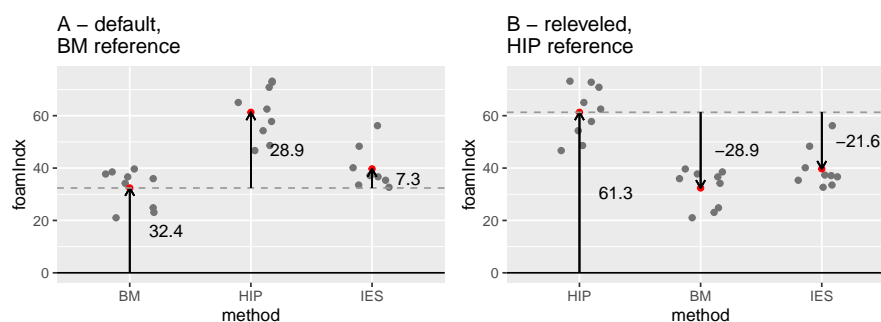 A – default,
BM reference
foamIndx
60
40
20
0
28.9
7.3
32.4
BM
HIP
IES
method
B – releveled,
HIP reference
foamIndx
60
40
20
0
−28.9
−21.6
61.3
HIP
BM
IES
method